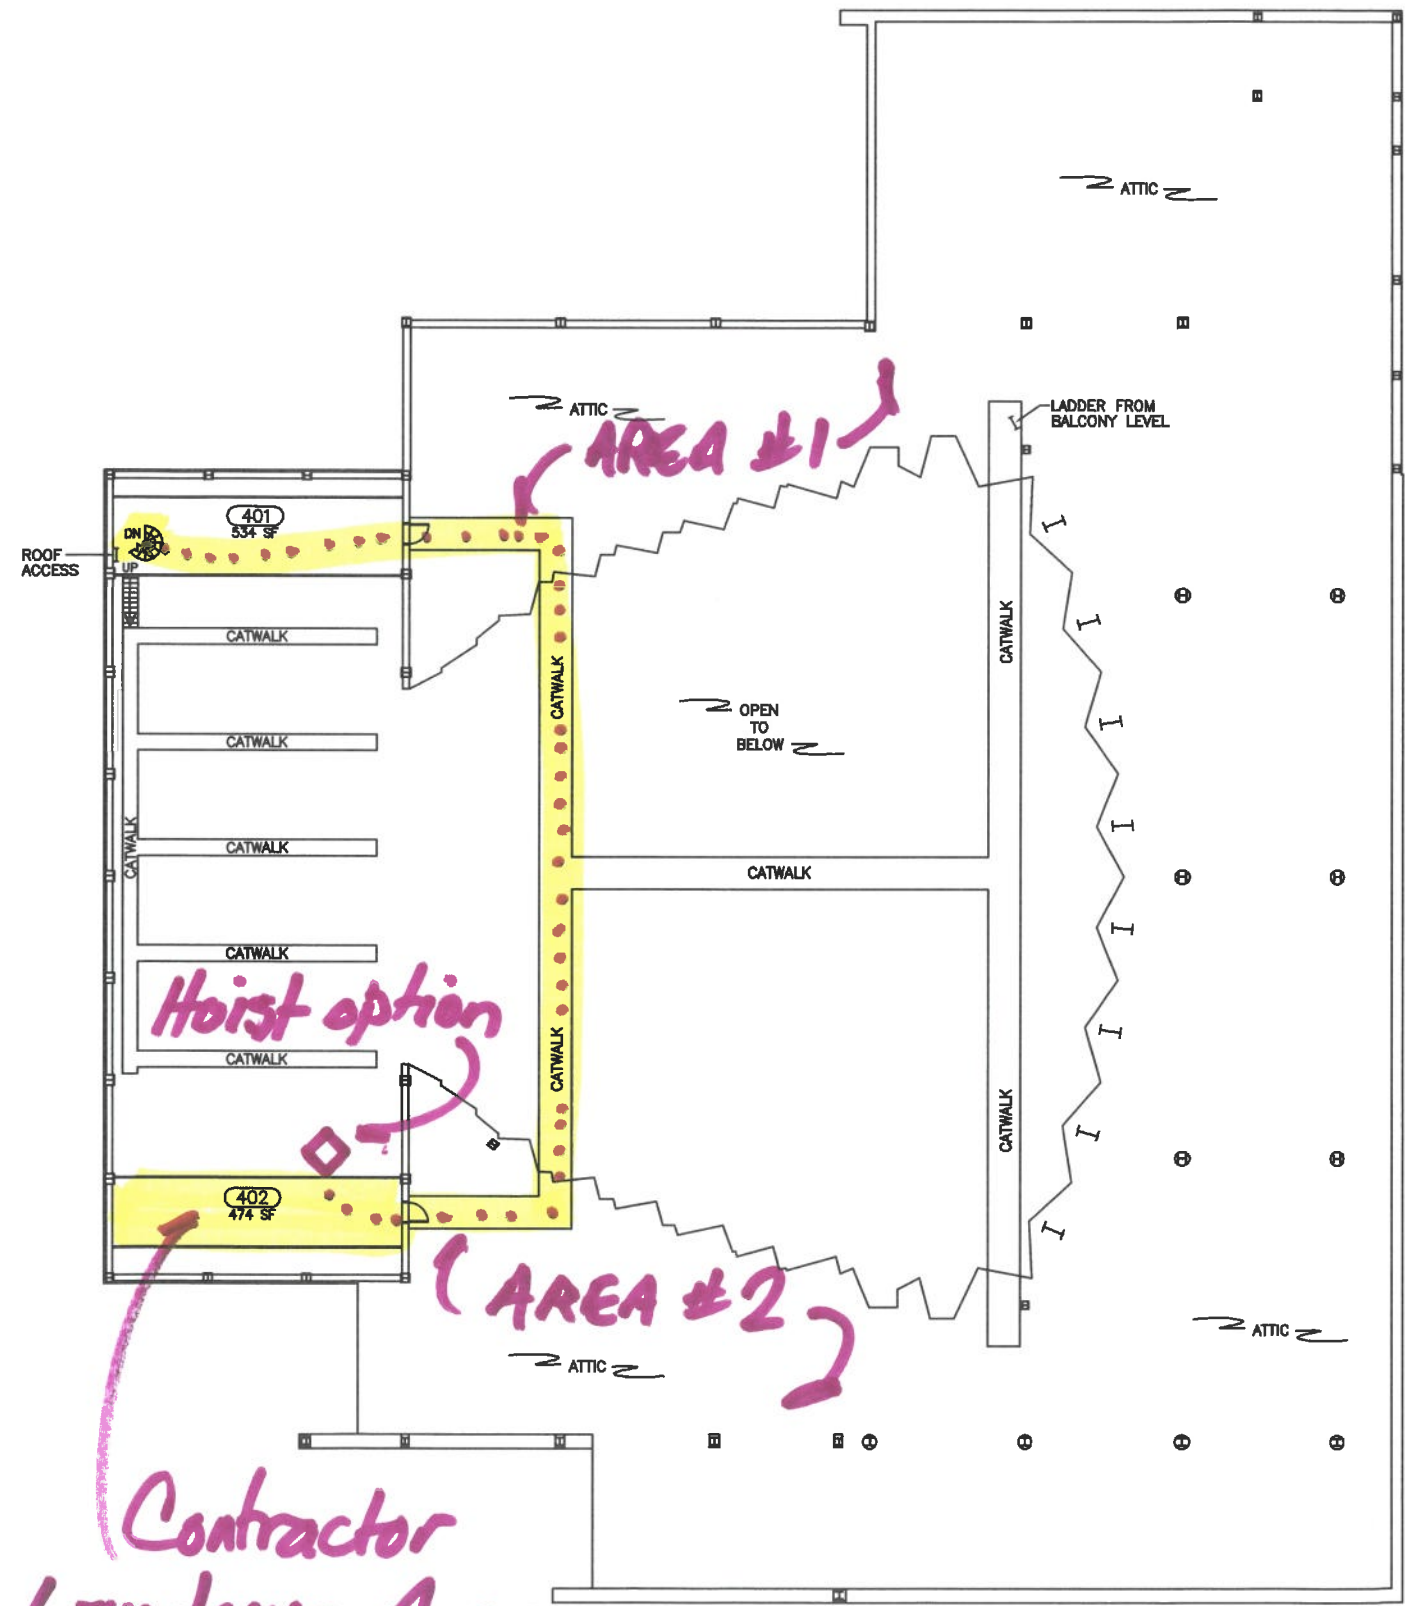 ATTIC
ATTIC
LADDER FROM
BALCONY LEVEL
AREA #1
401
534 SF
DN
UP
ROOF
ACCESS
CATWALK
CATWALK
CATWALK
OPEN
TO
BELOW
CATWALK
CATWALK
CATWALK
CATWALK
CATWALK
Hoist option
CATWALK
CATWALK
CATWALK
402
474 SF
AREA #2
ATTIC
ATTIC
Contractor